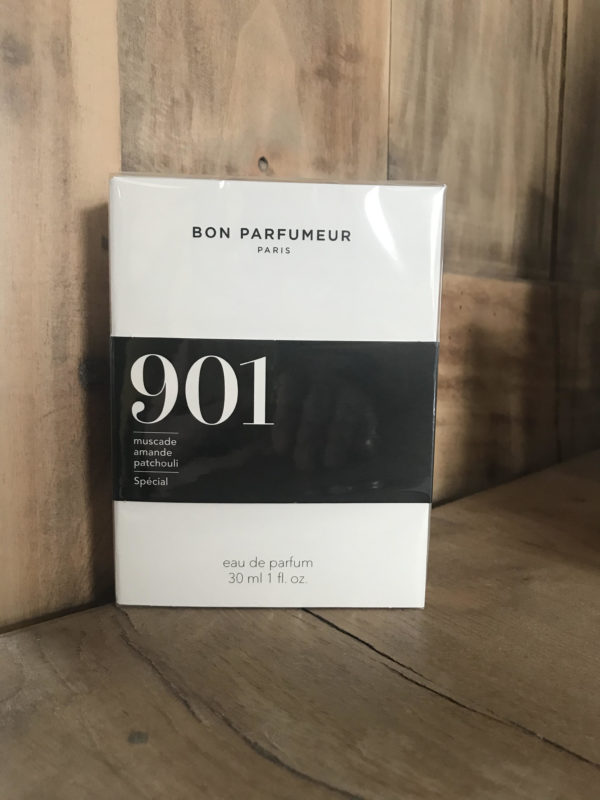 BON PARFUMEUR
PARIS
901
muscade
amande
patchouli
Spécial
eau de parfum
30 ml 1 fl. oz.